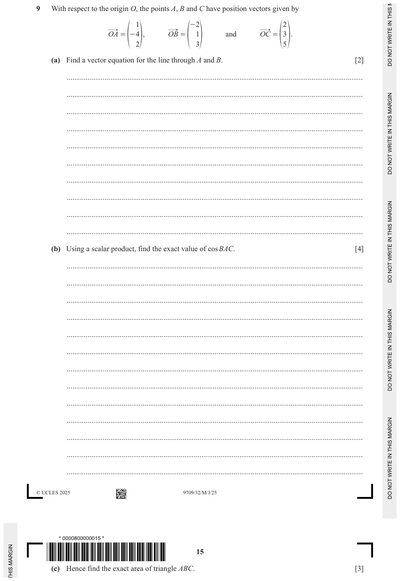 9 With respect to the origin O, the points A, B and C have position vectors given by
OA = (1 −4 2), OB = (−2 1 3) and OC = (2 3 5).
(a) Find a vector equation for the line through A and B. [2]
(b) Using a scalar product, find the exact value of cos BAC. [4]
© UCLES 2025 9709/32/M/J/25
* 0000800000015 *
15
(c) Hence find the exact area of triangle ABC. [3]
DO NOT WRITE IN THIS M
DO NOT WRITE IN THIS MARGIN
DO NOT WRITE IN THIS MARGIN
DO NOT WRITE IN THIS MARGIN
DO NOT WRITE IN THIS MARGIN
THIS MARGIN